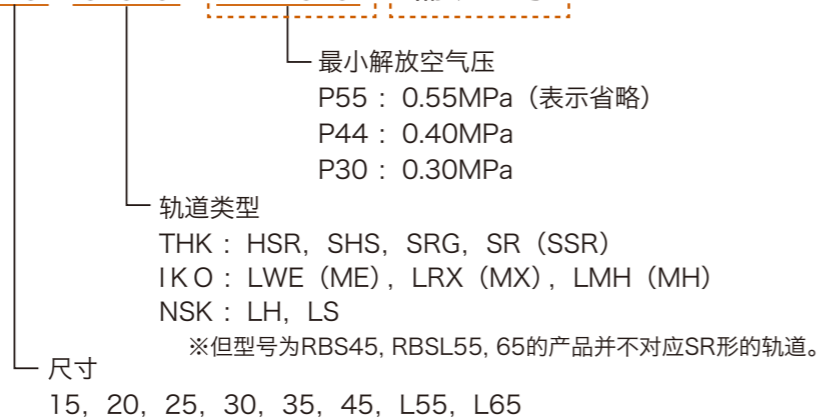 最小解放空气压
P55 : 0.55MPa（表示省略）
P44 : 0.40MPa
P30 : 0.30MPa
轨道类型
THK : HSR, SHS, SRG, SR（SSR）
IKO : LWE（ME）, LRX（MX）, LMH（MH）
NSK : LH, LS
※但型号为RBS45, RBSL55, 65的产品并不对应SR形的轨道。
尺寸
15, 20, 25, 30, 35, 45, L55, L65